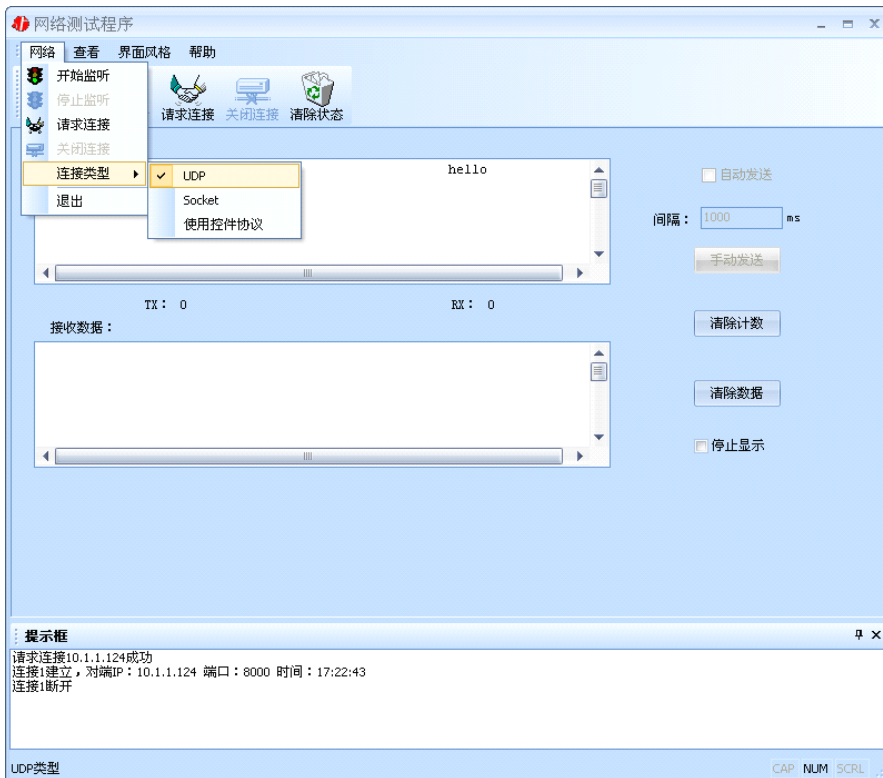 网络测试程序
网络 查看 界面风格 帮助
开始监听
停止监听
请求连接
关闭连接
连接类型
退出
UDP
Socket
使用控件协议
请求连接 关闭连接 清除状态
hello
自动发送
间隔: 1000 ms
手动发送
TX: 0 RX: 0
接收数据:
清除计数
清除数据
停止显示
提示框
请求连接10.1.1.124成功
连接1建立,对端IP:10.1.1.124 端口:8000 时间:17:22:43
连接1断开
UDP类型 CAP NUM SCRL